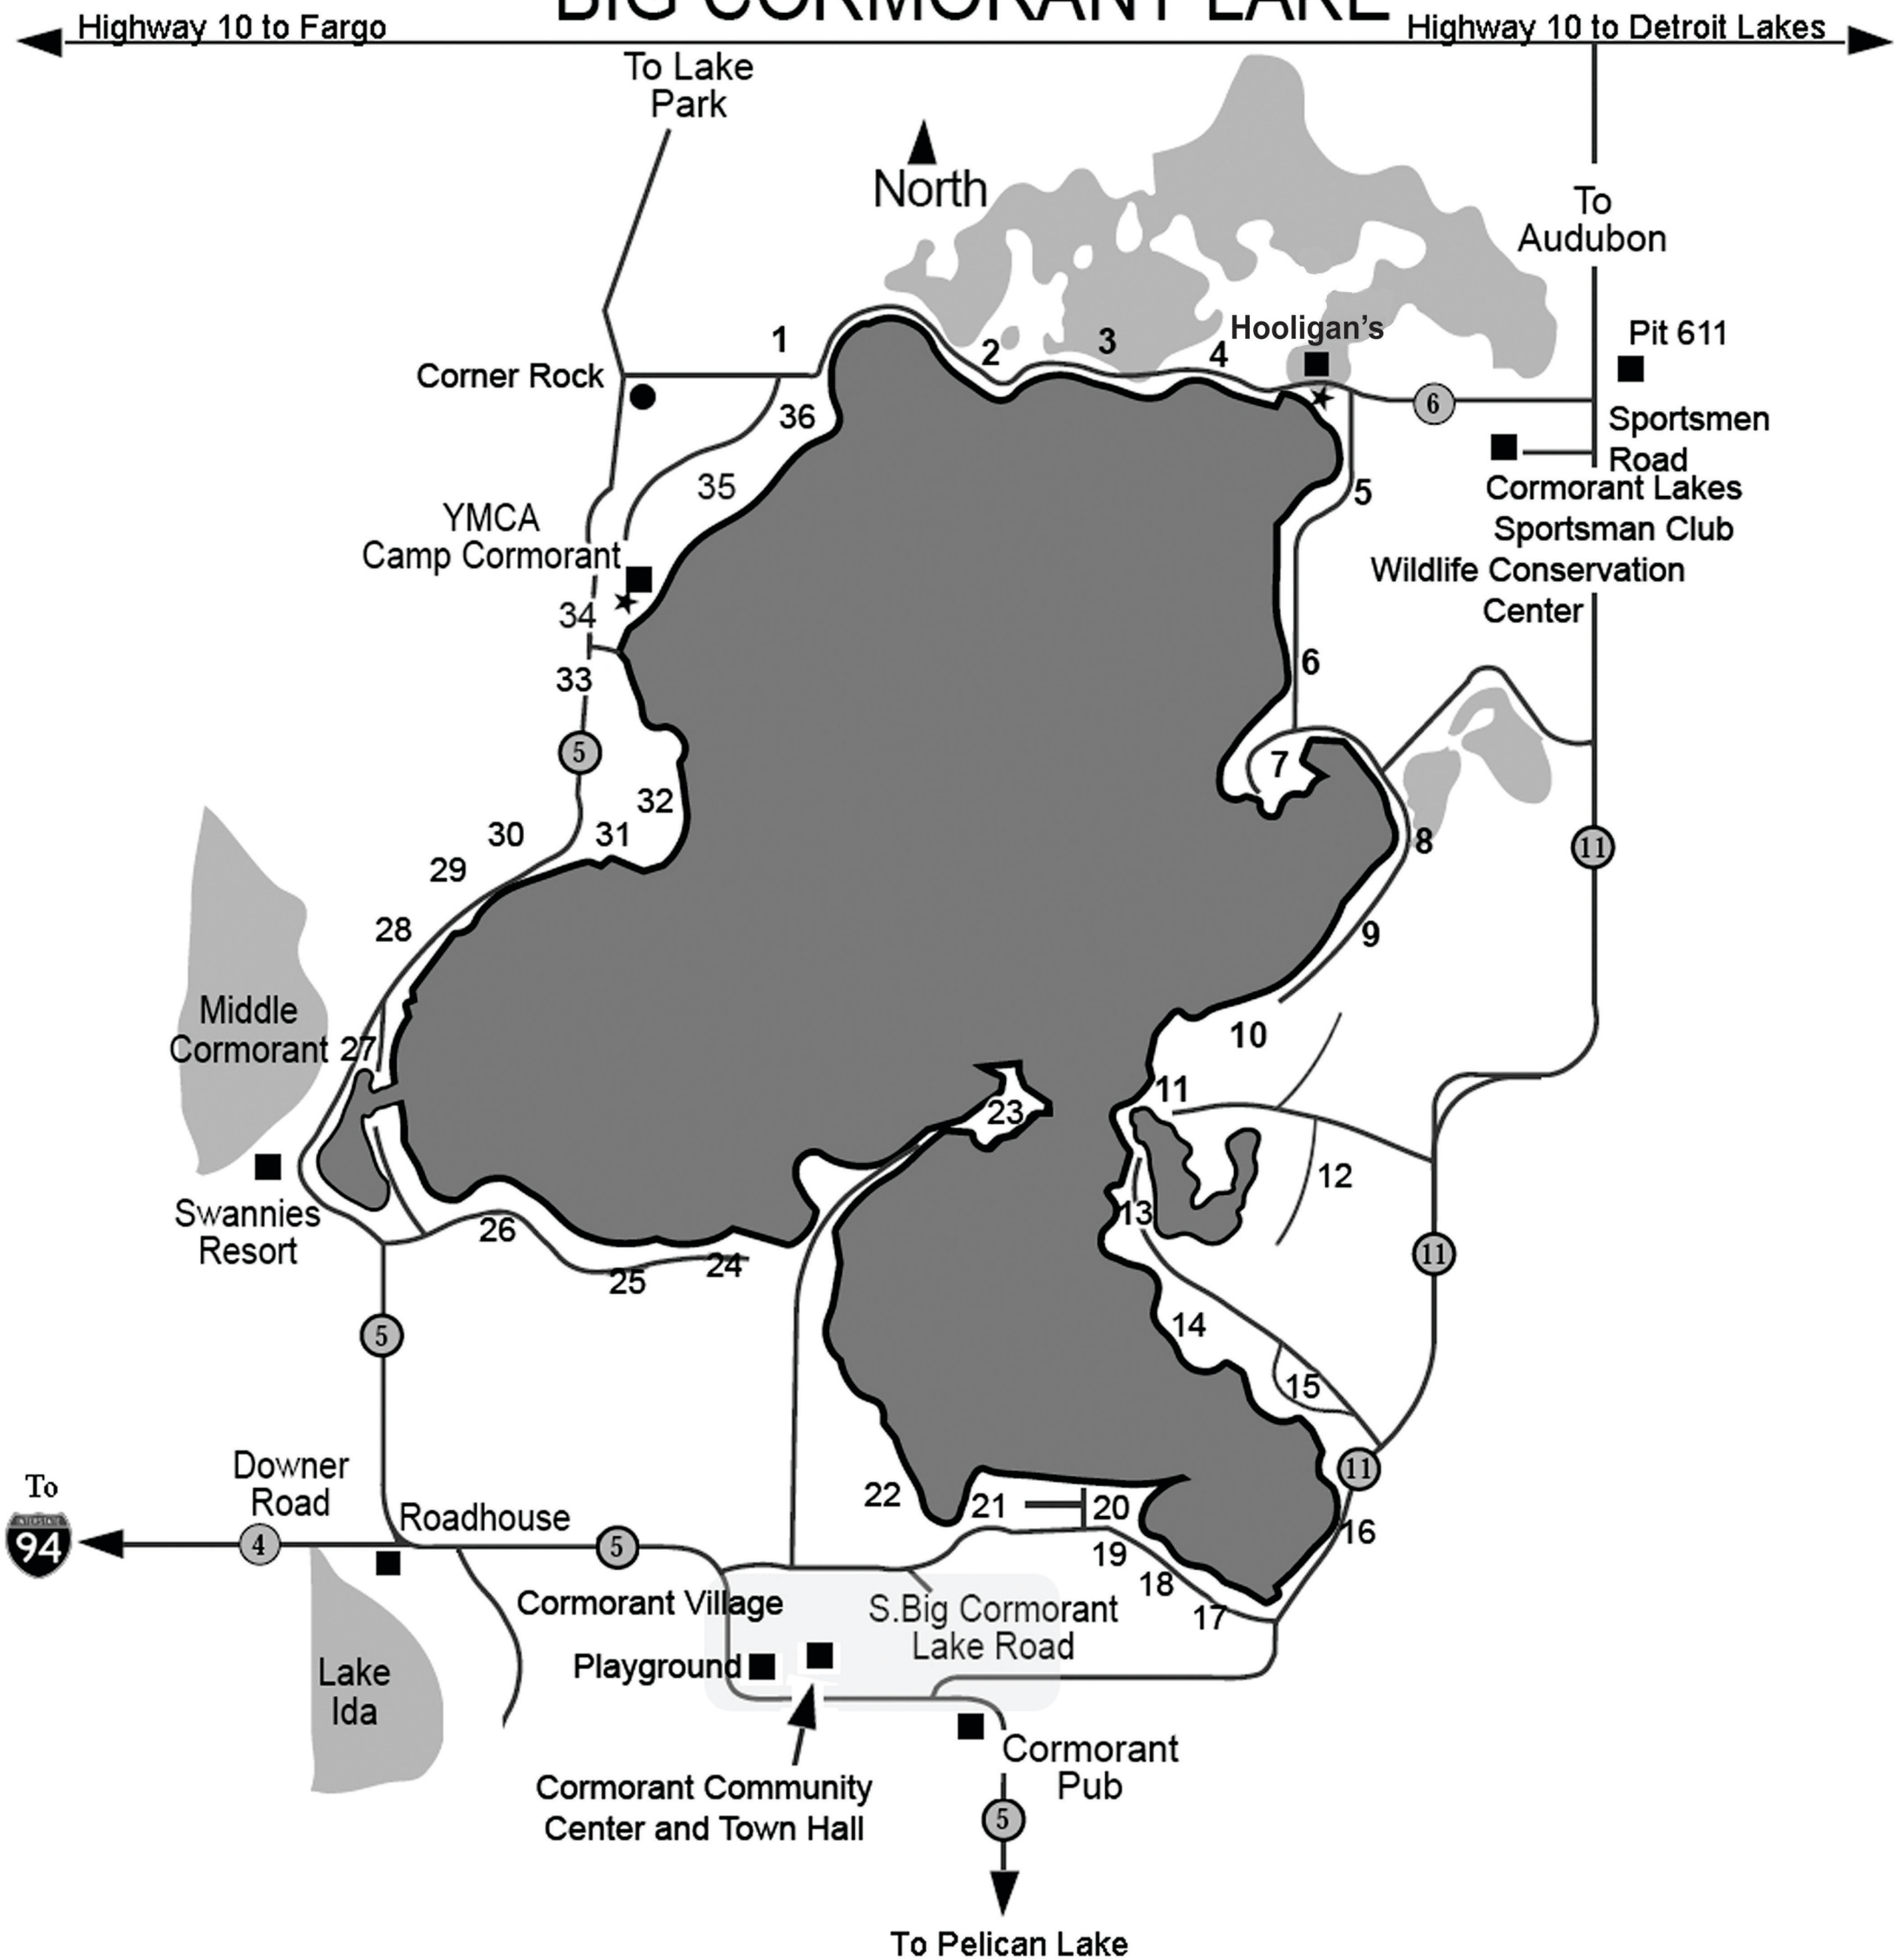 BIG CORMORANT LAKE
Highway 10 to Fargo
Highway 10 to Detroit Lakes
To Lake
Park
North
To
Audubon
Hooligan's
Pit 611
1
2
3
4
Corner Rock
6
36
Sportsmen
Road
35
5
Cormorant Lakes
Sportsman Club
Wildlife Conservation
Center
YMCA
Camp Cormorant
34
33
6
5
7
32
31
30
29
8
11
28
9
Middle
Cormorant
27
10
11
23
12
Swannies
Resort
13
26
25
24
11
5
14
15
Downer
Road
11
To
INTERSTATE
94
4
Roadhouse
5
22
21
20
16
19
18
17
Cormorant Village
S.Big Cormorant
Lake Road
Playground
Lake
Ida
Cormorant
Pub
Cormorant Community
Center and Town Hall
5
To Pelican Lake